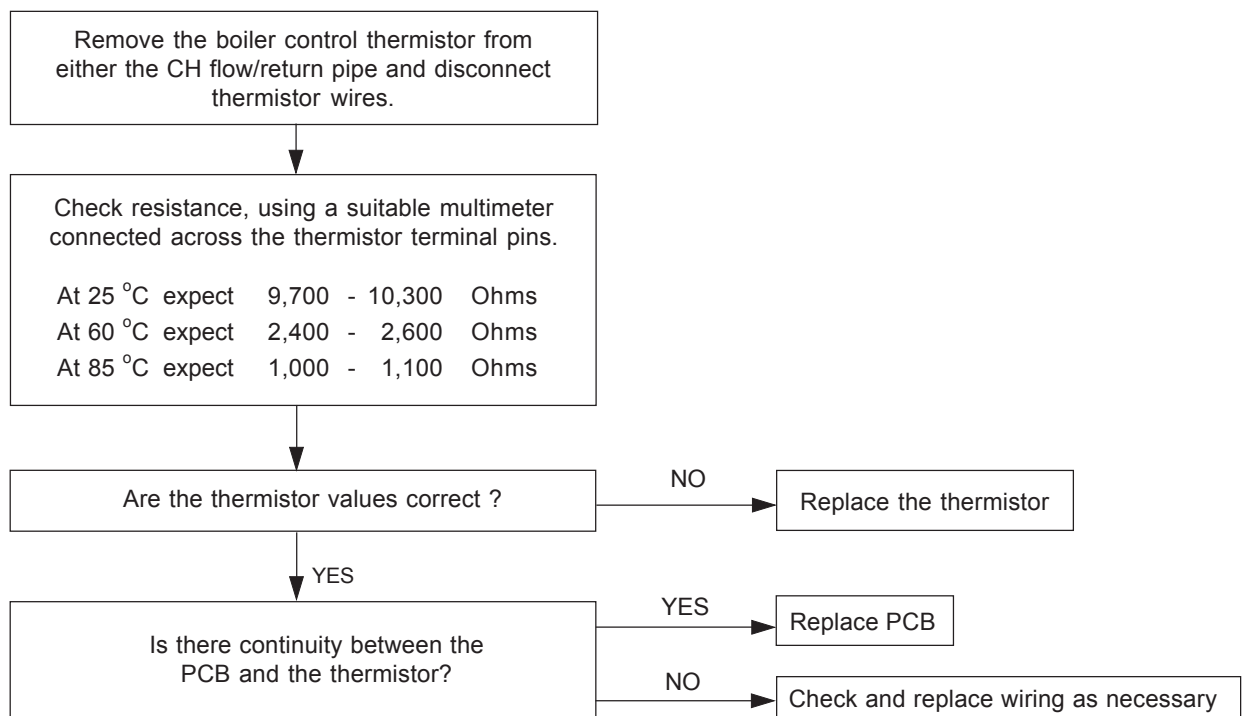 Remove the boiler control thermistor from
either the CH flow/return pipe and disconnect
thermistor wires.
Check resistance, using a suitable multimeter
connected across the thermistor terminal pins.
At 25 °C expect 9,700 - 10,300 Ohms
At 60 °C expect 2,400 - 2,600 Ohms
At 85 °C expect 1,000 - 1,100 Ohms
Are the thermistor values correct ?
NO
Replace the thermistor
YES
Is there continuity between the
PCB and the thermistor?
YES
Replace PCB
NO
Check and replace wiring as necessary